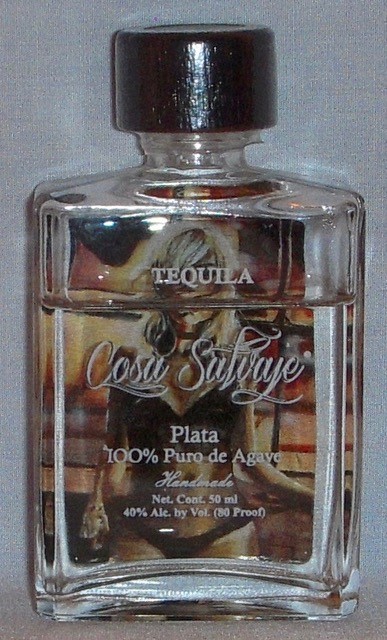 TEQUILA
Cosa Salvaje
Plata
100% Puro de Agave
Handmade
Net. Cont. 50 ml
40% Alc. by Vol. (80 Proof)